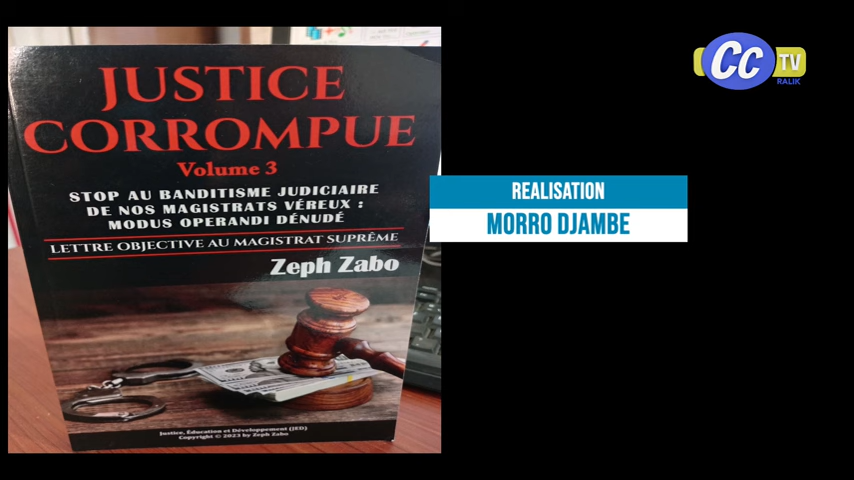 JUSTICE
CORROMPUE
Volume 3
STOP AU BANDITISME JUDICIAIRE
DE NOS MAGISTRATS VÉREUX :
MODUS OPERANDI DÉNUDÉ
LETTRE OBJECTIVE AU MAGISTRAT SUPRÊME
Zeph Zabo
Justice, Éducation et Développement (JED)
Copyright © 2023 by Zeph Zabo
REALISATION
MORRO DJAMBE
CC TV
RALIK